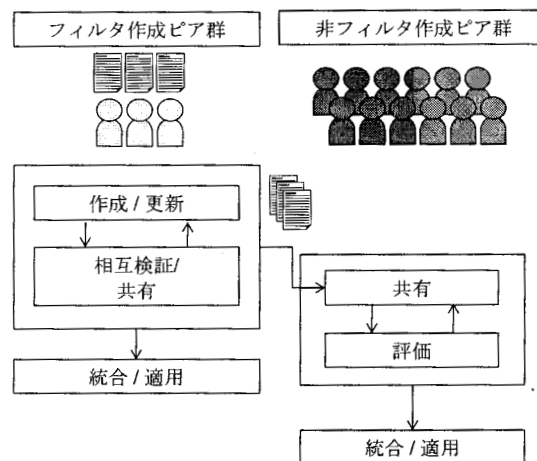 フィルタ作成ピア群
非フィルタ作成ピア群
作成 / 更新
相互検証/
共有
統合 / 適用
共有
評価
統合 / 適用